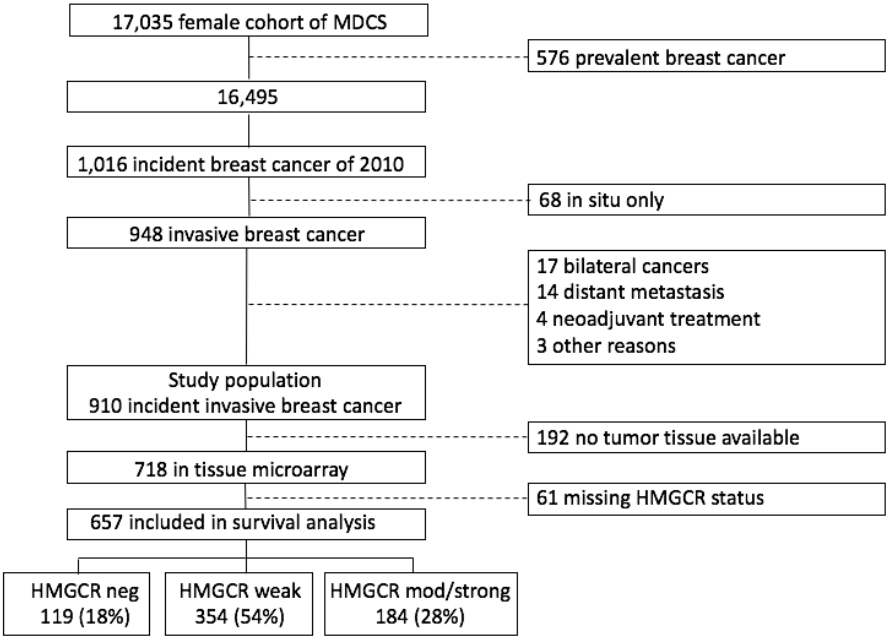 17,035 female cohort of MDCS
576 prevalent breast cancer
16,495
1,016 incident breast cancer of 2010
68 in situ only
948 invasive breast cancer
17 bilateral cancers
14 distant metastasis
4 neoadjuvant treatment
3 other reasons
Study population
910 incident invasive breast cancer
192 no tumor tissue available
718 in tissue microarray
61 missing HMGCR status
657 included in survival analysis
HMGCR neg
119 (18%)
HMGCR weak
354 (54%)
HMGCR mod/strong
184 (28%)